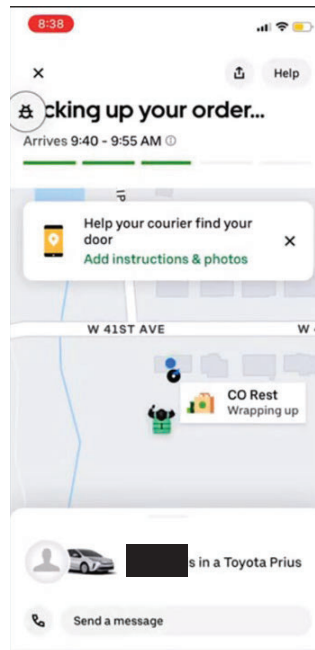 8:38
Help
cking up your order...
Arrives 9:40 - 9:55 AM
Help your courier find your
door
Add instructions & photos
W 41ST AVE
W
CO Rest
Wrapping up
s in a Toyota Prius
Send a message